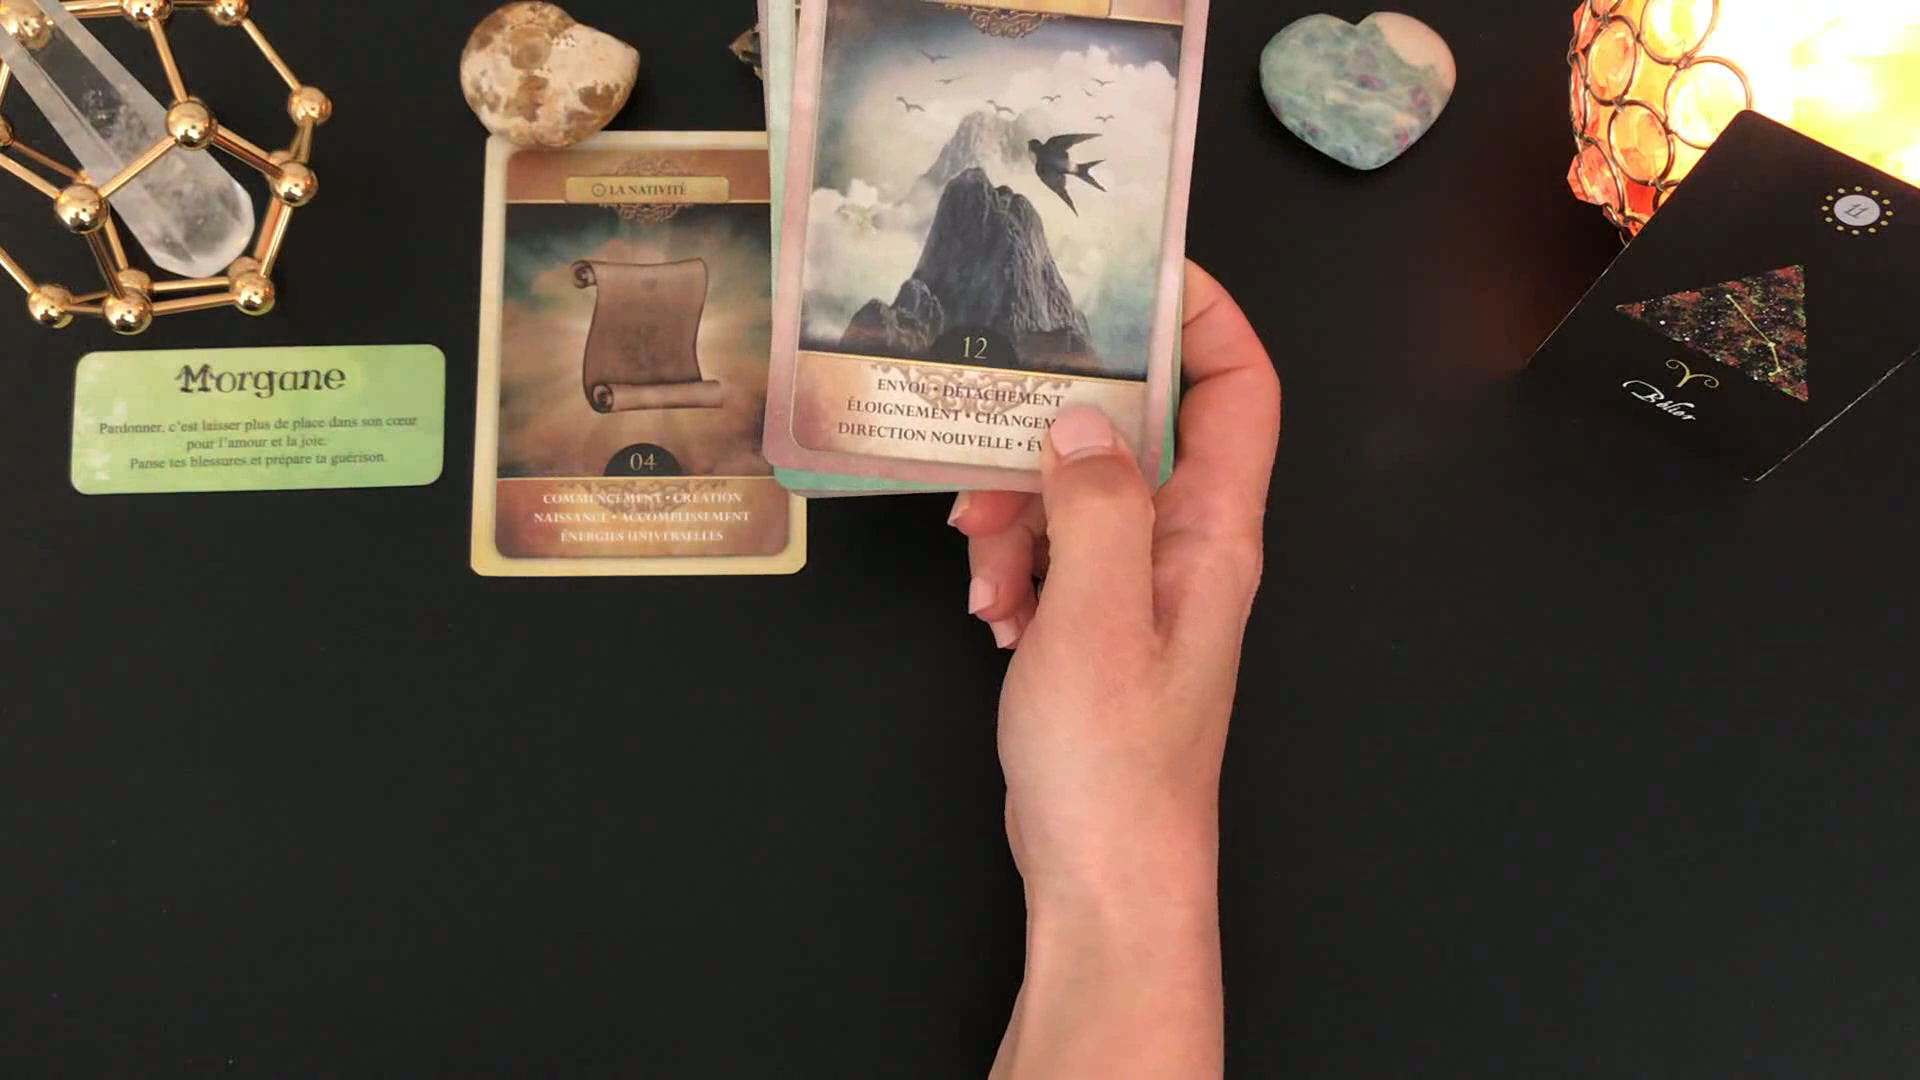 Morgane
Pardonner, c'est laisser plus de place dans son cœur
pour l'amour et la joie.
Panse tes blessures et prépare ta guérison.
LA NATIVITÉ
04
COMMENCEMENT • CRÉATION
NAISSANCE • ACCOMPLISSEMENT
ÉNERGIES UNIVERSELLES
12
ENVOL • DÉTACHEMENT
ÉLOIGNEMENT • CHANGEM
DIRECTION NOUVELLE • ÉV
11
Bélier